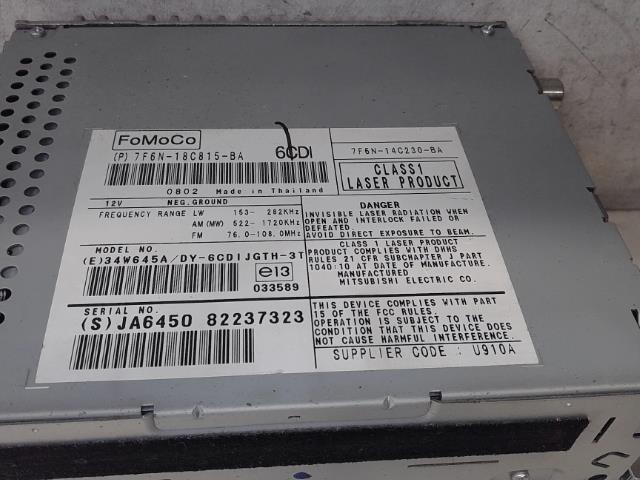 FoMoCo
(P) 7F6N-18C815-BA 6CDI
0802 Made in Thailand
12V NEG.GROUND
FREQUENCY RANGE LW 153- 282KHz
AM(MW) 522- 1720KHz
FM 76.0-108.0MHz
MODEL NO.
(E)34W645A/DY-6CDIJGTH-3T
e13
033589
SERIAL NO.
(S)JA6450 82237323
7F6N-14C230-BA
CLASS1
LASER PRODUCT
DANGER
INVISIBLE LASER RADIATION WHEN
OPEN AND INTERLOCK FAILED OR
DEFEATED.
AVOID DIRECT EXPOSURE TO BEAM.
CLASS 1 LASER PRODUCT
PRODUCT COMPLIES WITH DHHS
RULES 21 CFR SUBCHAPTER J PART
1040:10 AT DATE OF
MANUFACTURE.
MANUFACTURED
MITSUBISHI ELECTRIC CO.
THIS DEVICE COMPLIES WITH PART
15 OF THE FCC RULES.
OPERATION IS SUBJECT TO THE
CONDITION THAT THIS DEVICE DOES
NOT CAUSE HARMFUL INTERFERENCE.
SUPPLIER CODE : U910A